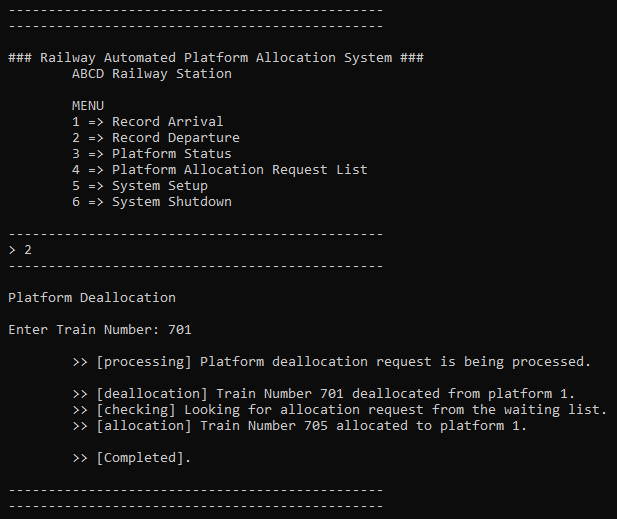 -----------------------------------------------
-----------------------------------------------
### Railway Automated Platform Allocation System ###
ABCD Railway Station
MENU
1 => Record Arrival
2 => Record Departure
3 => Platform Status
4 => Platform Allocation Request List
5 => System Setup
6 => System Shutdown
-----------------------------------------------
> 2
-----------------------------------------------
Platform Deallocation
Enter Train Number: 701
>> [processing] Platform deallocation request is being processed.
>> [deallocation] Train Number 701 deallocated from platform 1.
>> [checking] Looking for allocation request from the waiting list.
>> [allocation] Train Number 705 allocated to platform 1.
>> [Completed].
-----------------------------------------------
-----------------------------------------------